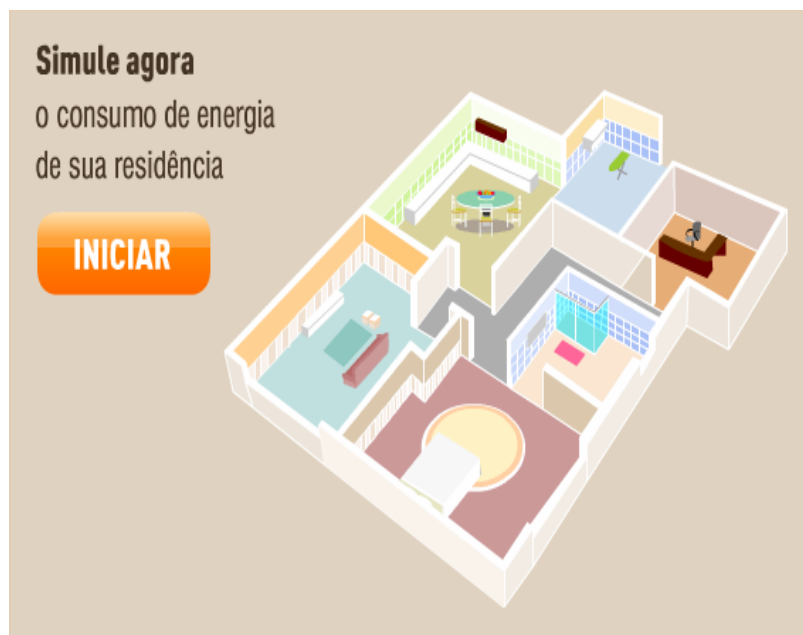 Simule agora
o consumo de energia
de sua residência
INICIAR